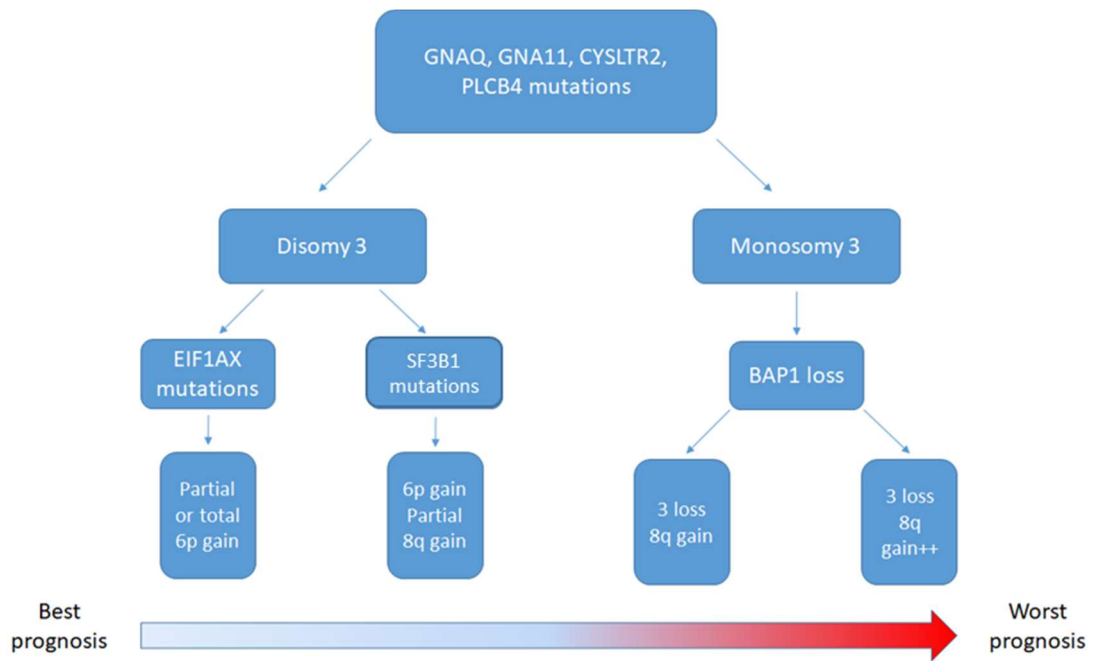 GNAQ, GNA11, CYSLTR2,
PLCB4 mutations
Disomy 3
Monosomy 3
EIF1AX
mutations
SF3B1
mutations
BAP1 loss
Partial
or total
6p gain
6p gain
Partial
8q gain
3 loss
8q gain
3 loss
8q
gain++
Best
prognosis
Worst
prognosis